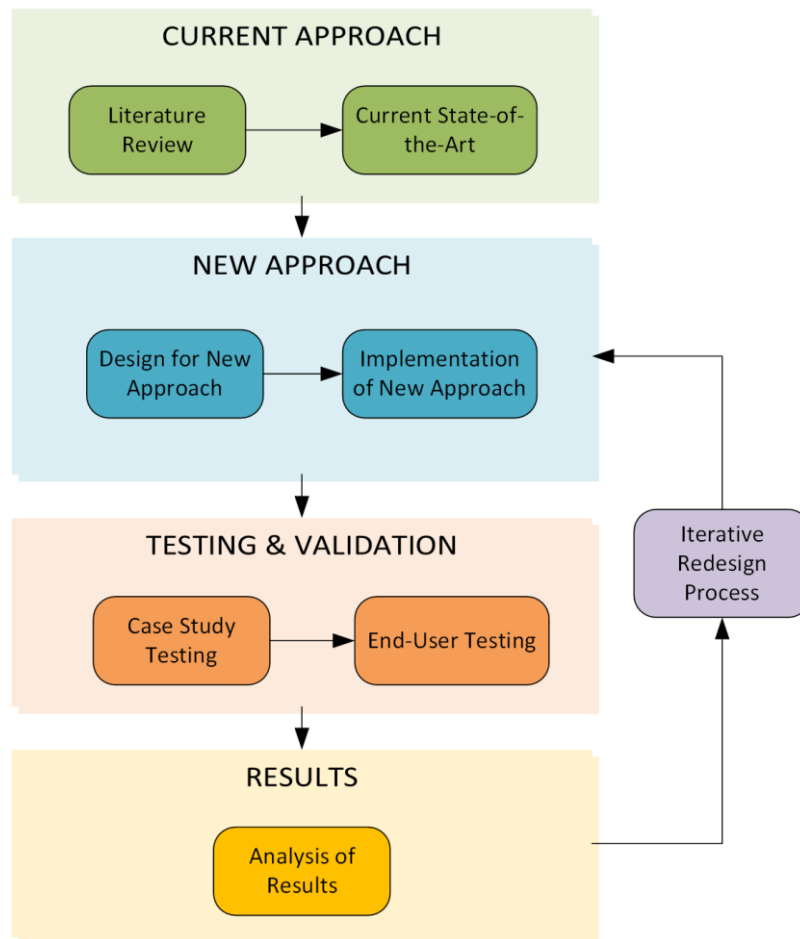 CURRENT APPROACH
Literature
Review
Current State-of-
the-Art
NEW APPROACH
Design for New
Approach
Implementation
of New Approach
TESTING & VALIDATION
Case Study
Testing
End-User Testing
Iterative
Redesign
Process
RESULTS
Analysis of
Results